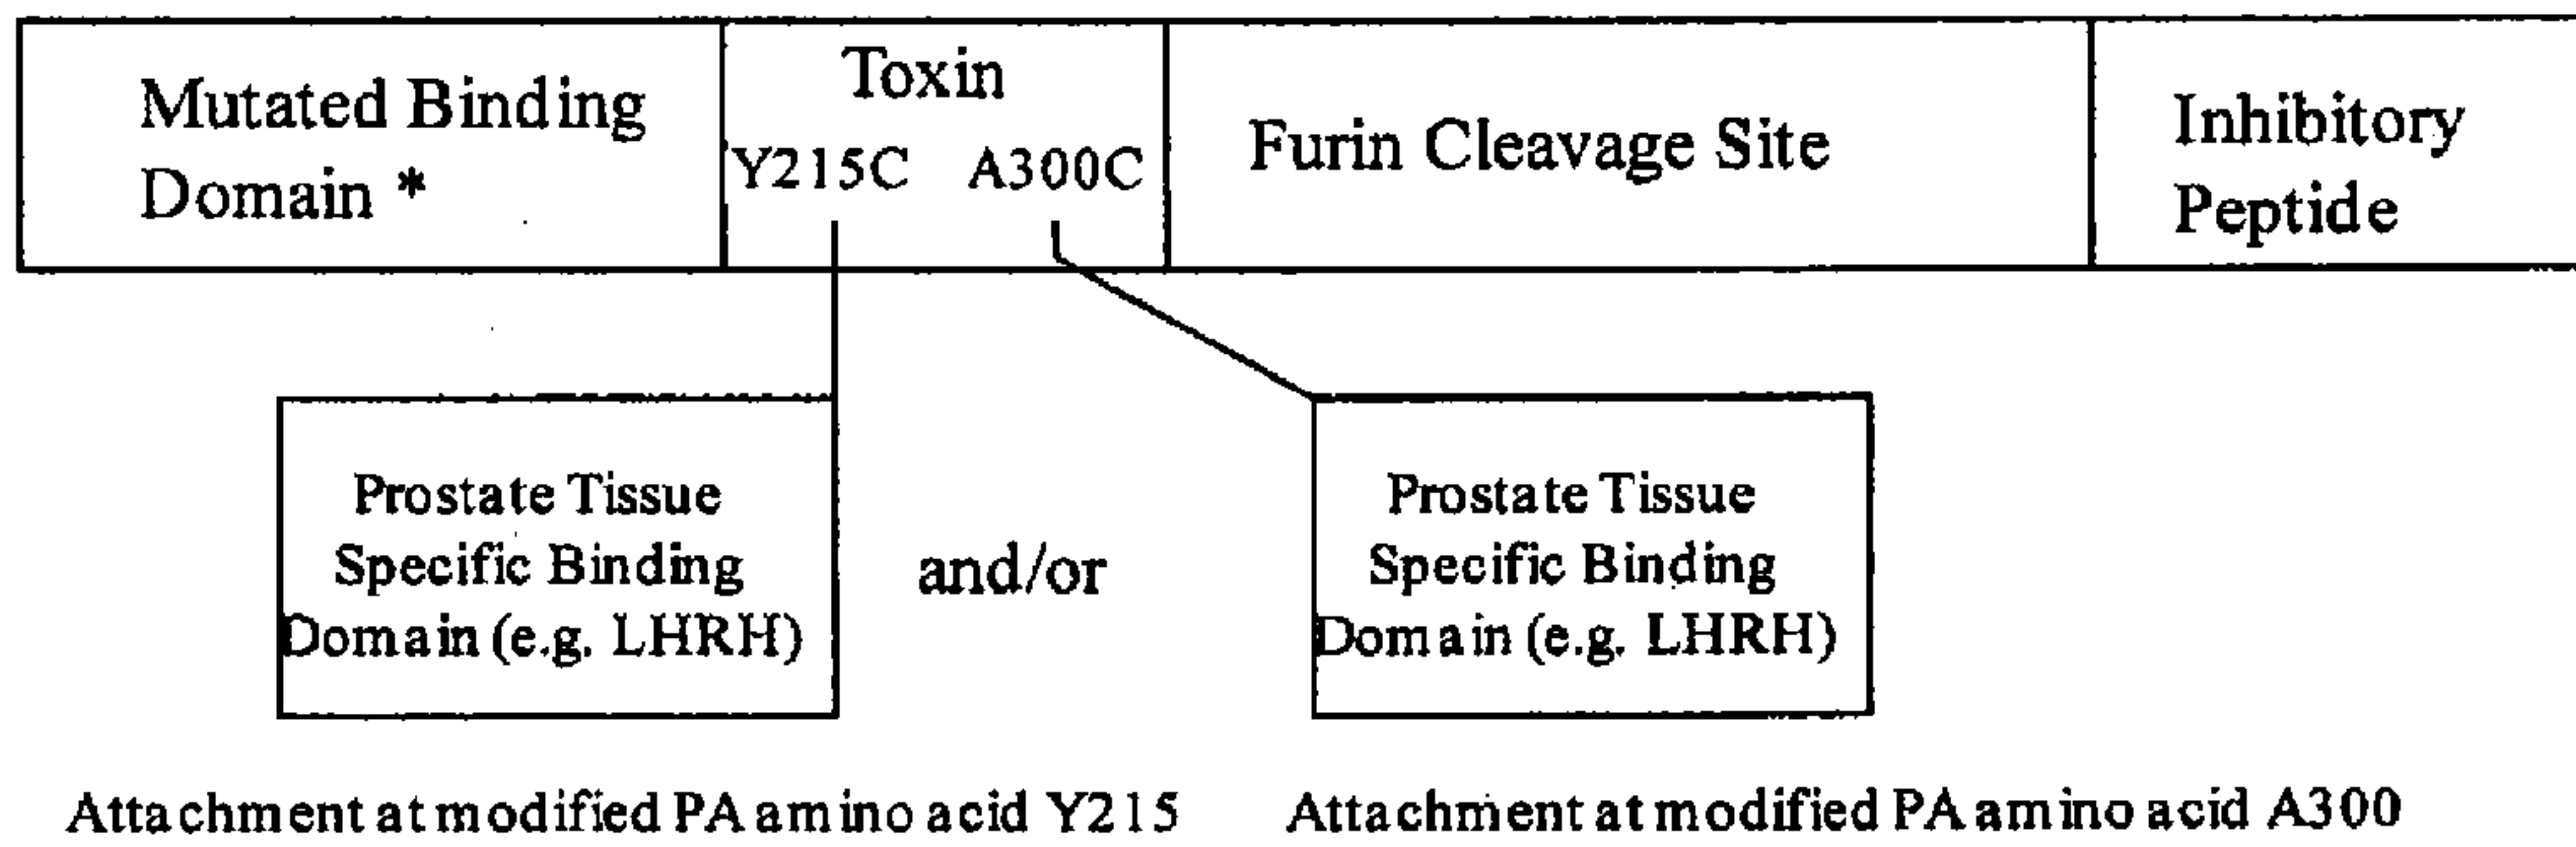 Mutated Binding
Domain *
Toxin
Y215C A300C
Furin Cleavage Site
Inhibitory
Peptide
Prostate Tissue
Specific Binding
Domain (e.g. LHRH)
and/or
Prostate Tissue
Specific Binding
Domain (e.g. LHRH)
Attachment at modified PA amino acid Y215
Attachment at modified PA amino acid A300